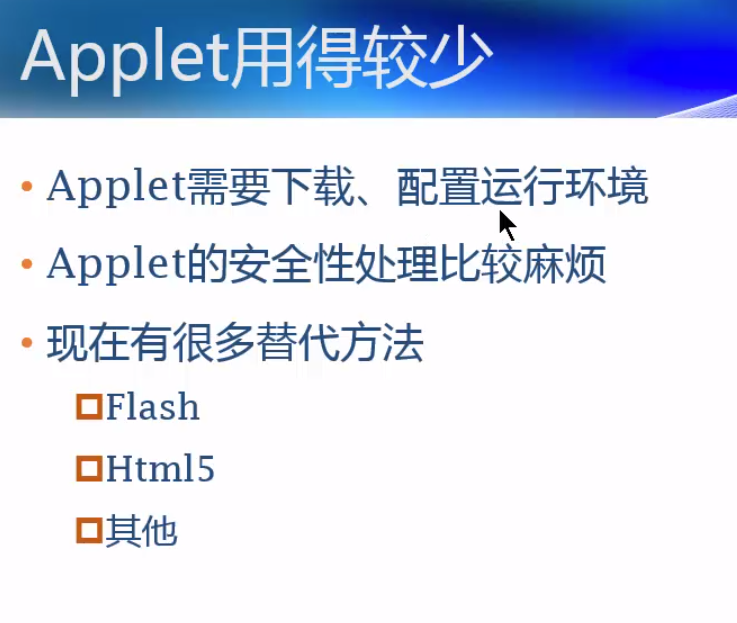 Applet用得较少
Applet需要下载、配置运行环境
Applet的安全性处理比较麻烦
现在有很多替代方法
Flash
Html5
其他